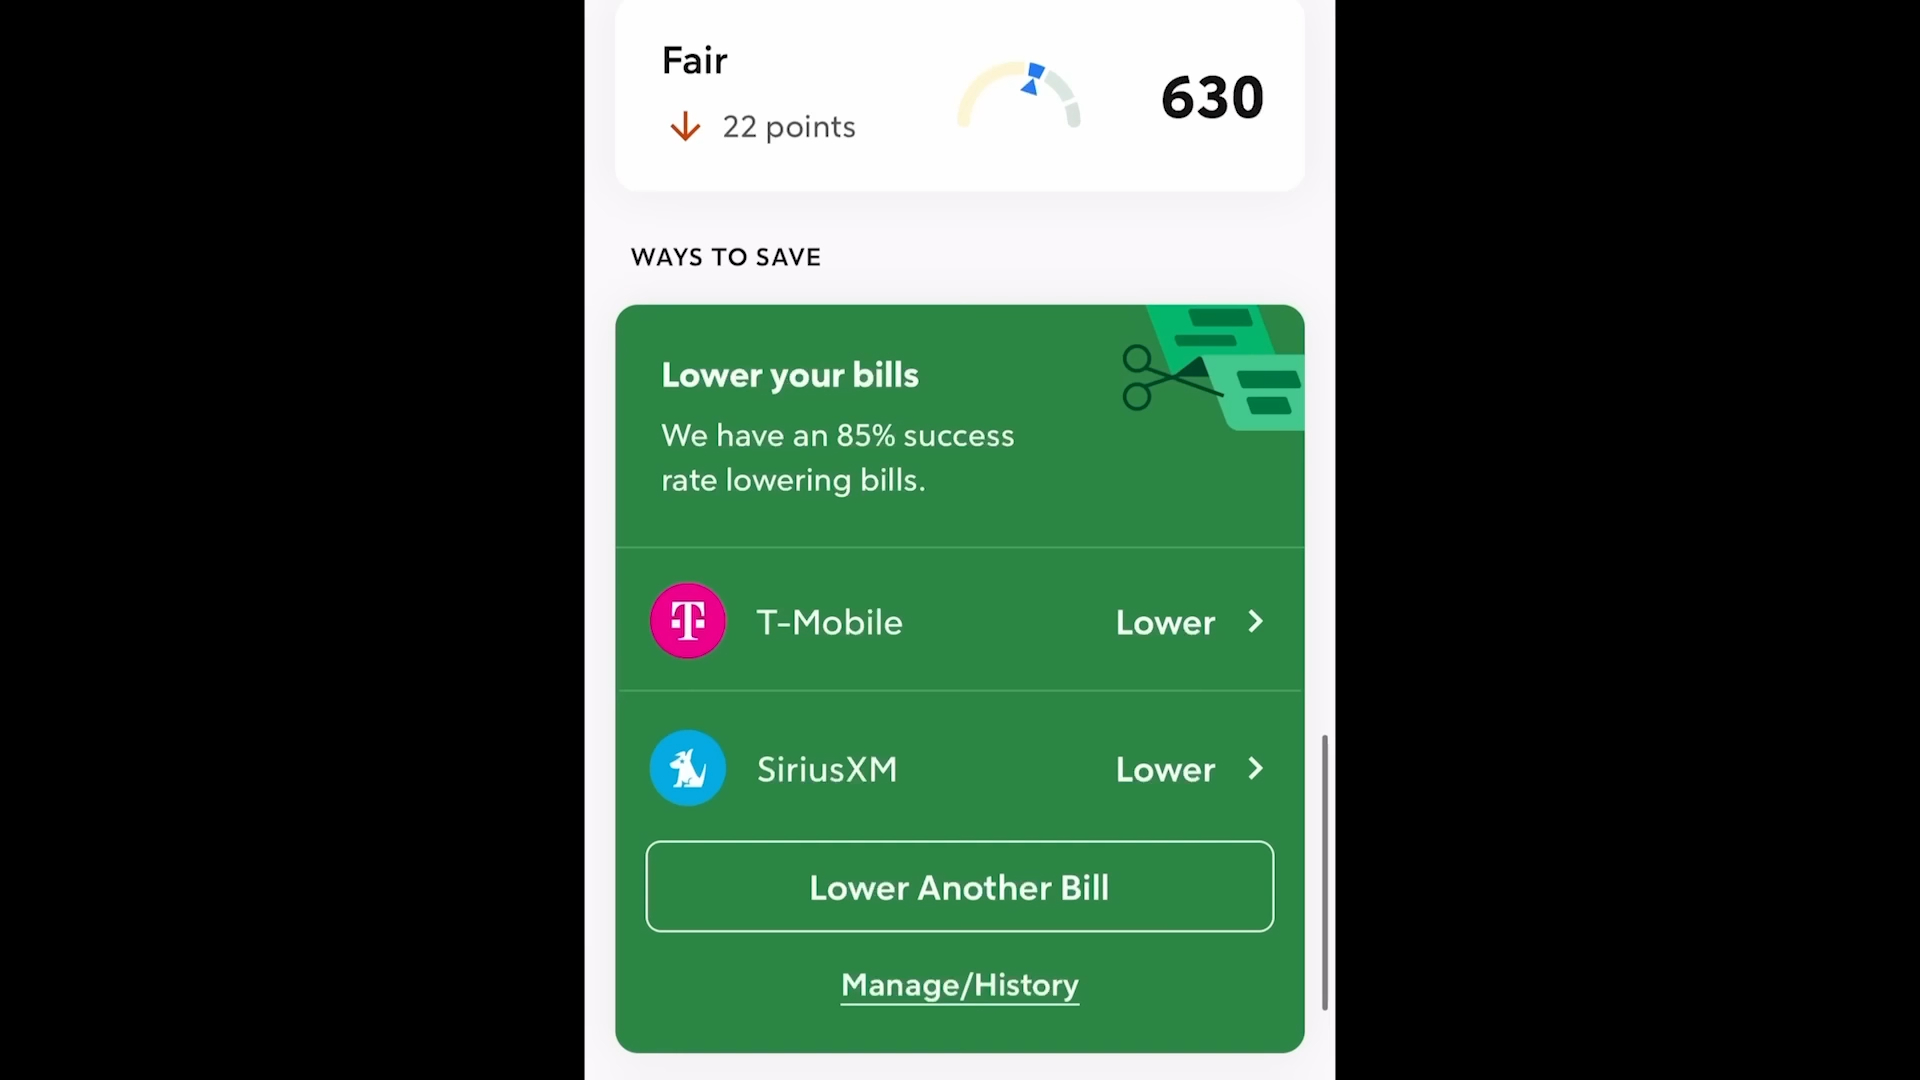 Fair
630
22 points
WAYS TO SAVE
Lower your bills
We have an 85% success
rate lowering bills.
T
T-Mobile
Lower
SiriusXM
Lower
Lower Another Bill
Manage/History